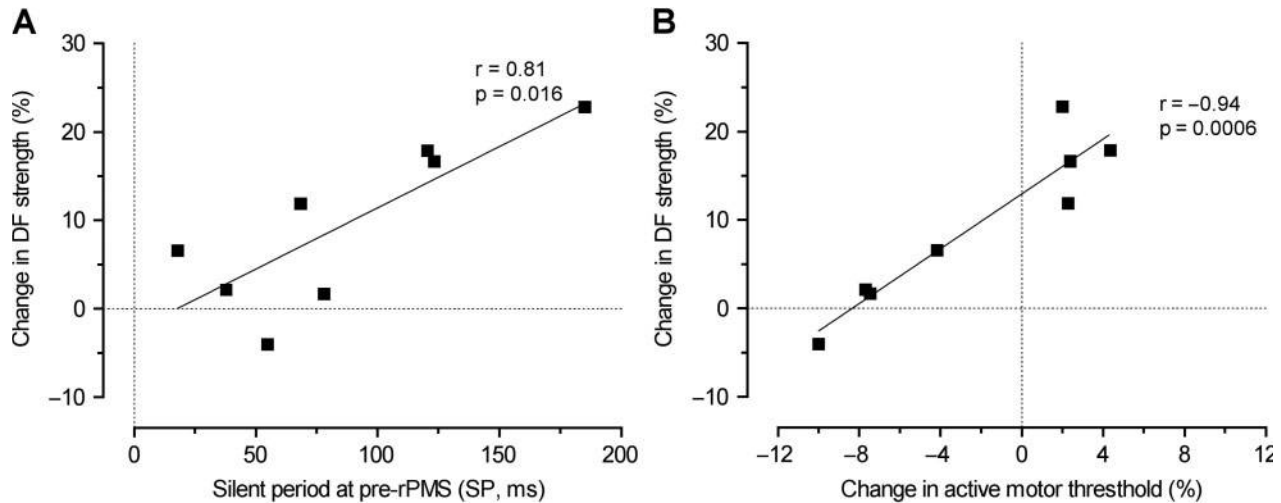 A
Change in DF strength (%)
30
20
10
0
–10
r = 0.81
p = 0.016
0
50
100
150
200
Silent period at pre-rPMS (SP, ms)
B
Change in DF strength (%)
30
20
10
0
–10
r = –0.94
p = 0.0006
–12
–8
–4
0
4
8
12
Change in active motor thresthold (%)